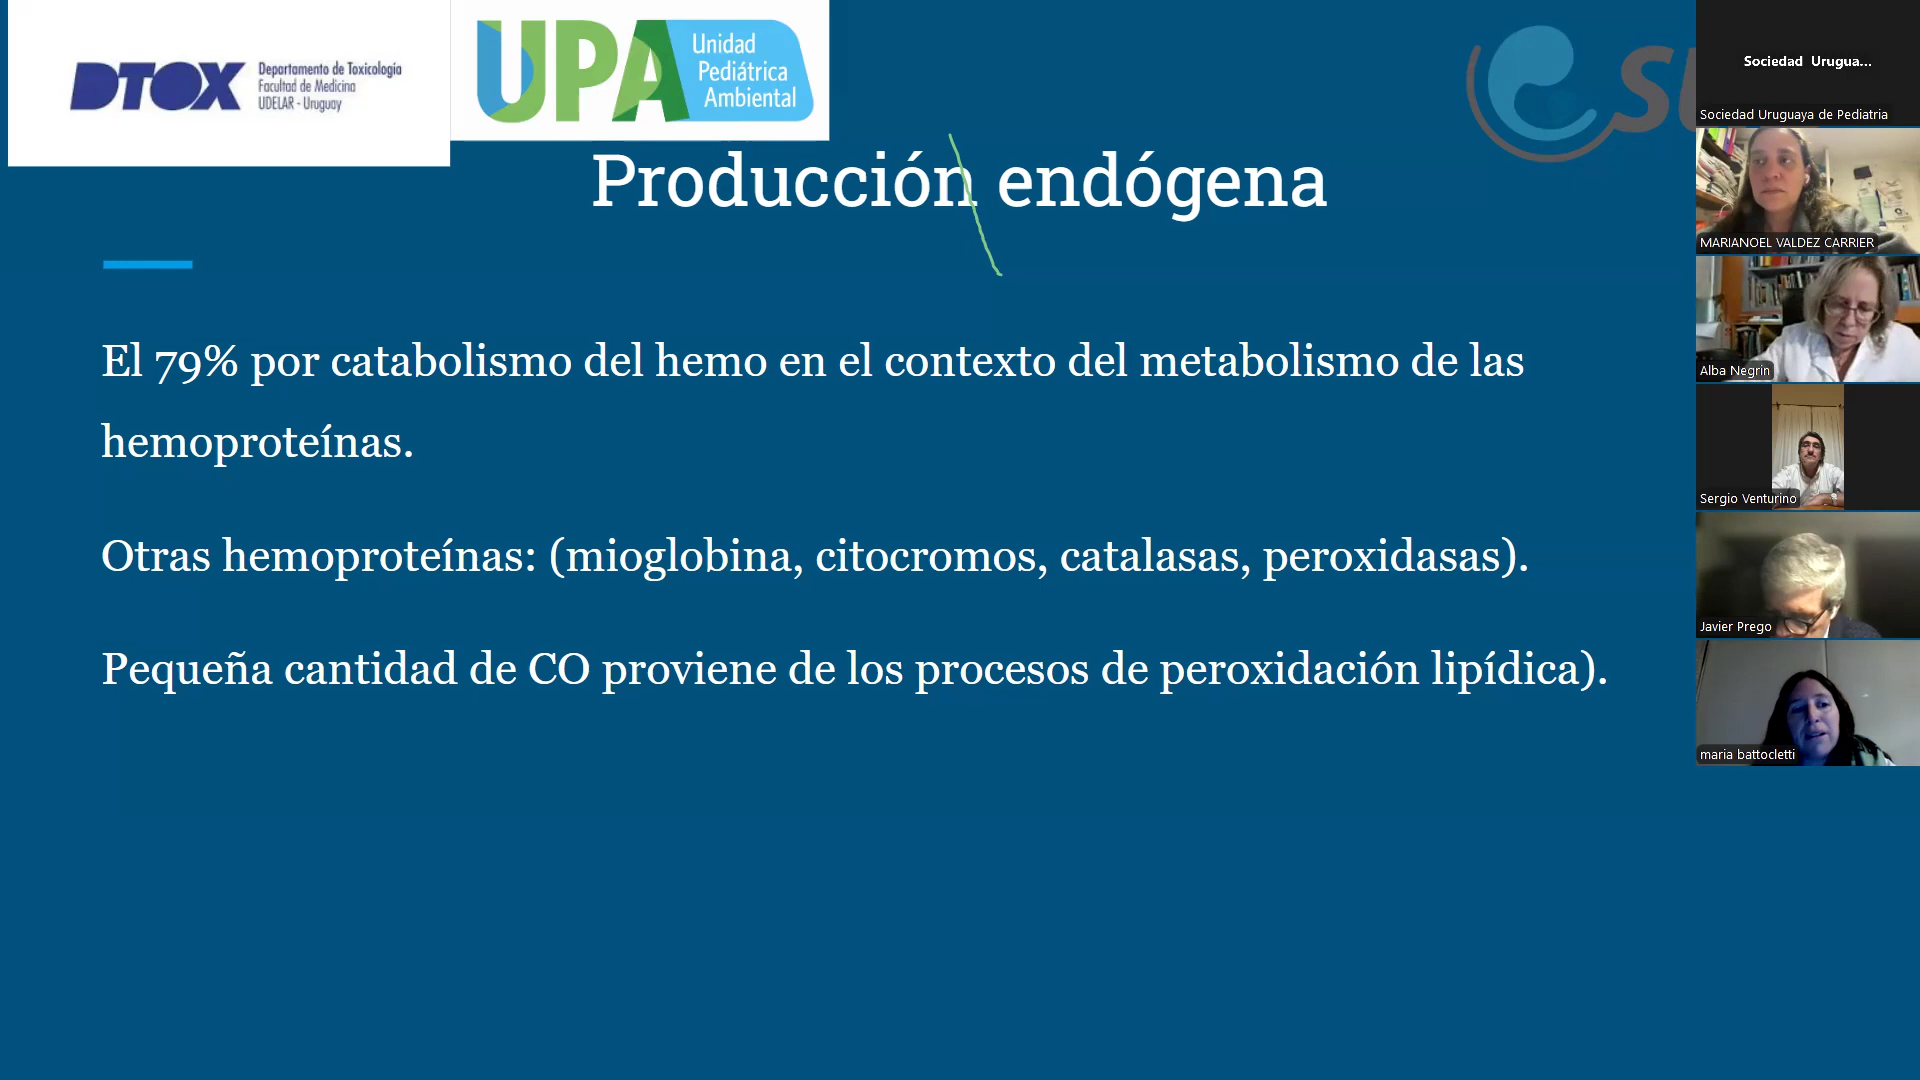 DTOX
Departamento de Toxicología
Facultad de Medicina
UDELAR - Uruguay
UPA
Unidad
Pediátrica
Ambiental
Producción endógena
El 79% por catabolismo del hemo en el contexto del metabolismo de las
hemoproteínas.
Otras hemoproteínas: (mioglobina, citocromos, catalasas, peroxidasas).
Pequeña cantidad de CO proviene de los procesos de peroxidación lipídica).
Sociedad Urugua...
Sociedad Uruguaya de Pediatria
MARIANOEL VALDEZ CARRIER
Alba Negrin
Sergio Venturino
Javier Prego
maria battocletti